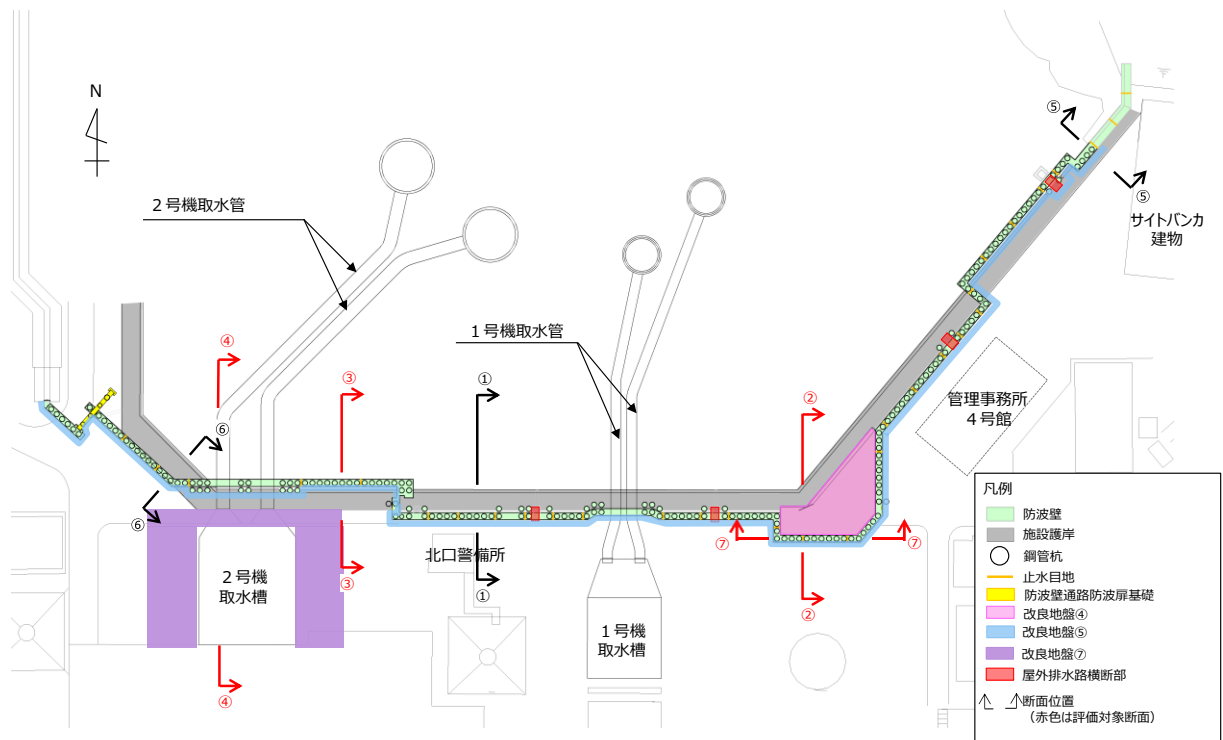 N
2号機取水管
1号機取水管
⑤
⑤
サイトバンカ
建物
④
③
①
②
⑥
⑥
管理事務所
4号館
⑦
⑦
北口警備所
③
①
②
④
2号機
取水槽
1号機
取水槽
凡例
防波壁
施設護岸
鋼管杭
止水目地
防波壁通路防波扉基礎
改良地盤④
改良地盤⑤
改良地盤⑦
屋外排水路横断部
断面位置
(赤色は評価対象断面)